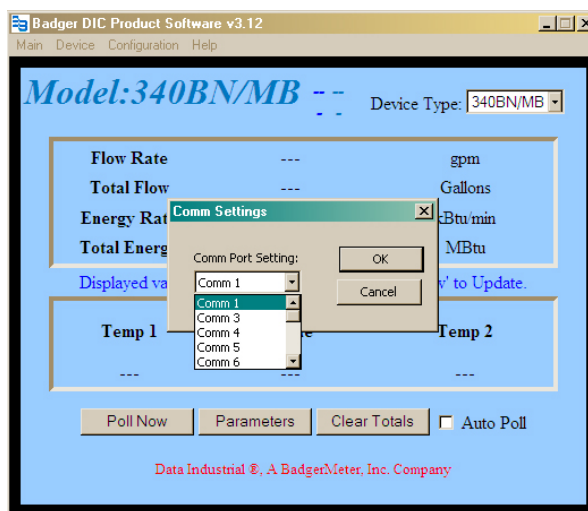 Badger DIC Product Software v3.12
Main Device Configuration Help
Model:340BN/MB -- --
- -
Device Type: 340BN/MB
Flow Rate --- gpm
Total Flow --- Gallons
Energy Rat kBtu/min
Total Energ MBtu
Comm Settings
Comm Port Setting:
Comm 1
Comm 1
Comm 3
Comm 4
Comm 5
Comm 6
OK
Cancel
Displayed va ' to Update.
Temp 1 Temp 2
--- --- ---
Poll Now Parameters Clear Totals Auto Poll
Data Industrial ®, A BadgerMeter, Inc. Company